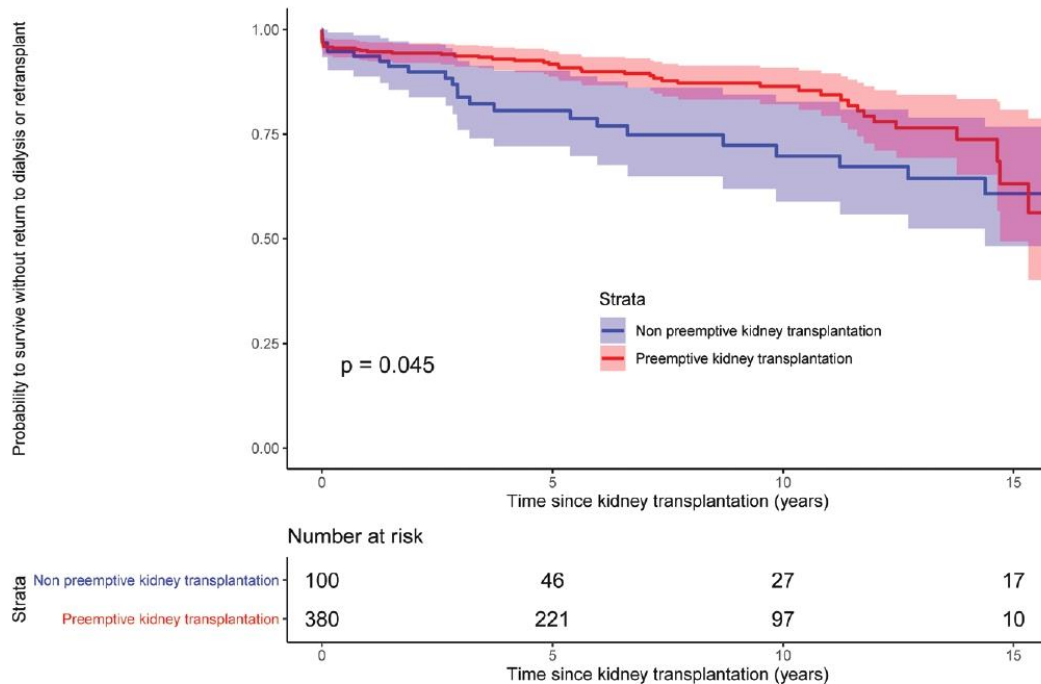 Probability to survive without return to dialysis or retransplant
1.00
0.75
0.50
0.25
0.00
p = 0.045
Strata
Non preemptive kidney transplantation
Preemptive kidney transplantation
0 5 10 15
Time since kidney transplantation (years)
Number at risk
Strata
Non preemptive kidney transplantation 100 46 27 17
Preemptive kidney transplantation 380 221 97 10
0 5 10 15
Time since kidney transplantation (years)